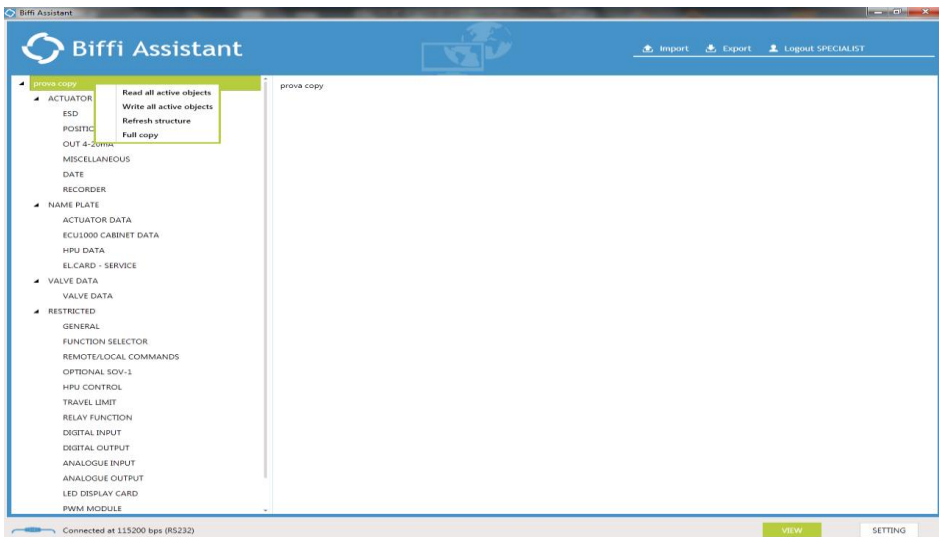 Biffi Assistant
Biffi Assistant
Import Export Logout SPECIALIST
prova copy
prova copy
Read all active objects
Write all active objects
Refresh structure
Full copy
ACTUATOR
ESD
POSITIC
OUT 4-20mA
MISCELLANEOUS
DATE
RECORDER
NAME PLATE
ACTUATOR DATA
ECU1000 CABINET DATA
HPU DATA
EL.CARD - SERVICE
VALVE DATA
VALVE DATA
RESTRICTED
GENERAL
FUNCTION SELECTOR
REMOTE/LOCAL COMMANDS
OPTIONAL SOV-1
HPU CONTROL
TRAVEL LIMIT
RELAY FUNCTION
DIGITAL INPUT
DIGITAL OUTPUT
ANALOGUE INPUT
ANALOGUE OUTPUT
LED DISPLAY CARD
PWM MODULE
Connected at 115200 bps (RS232)
VIEW SETTING